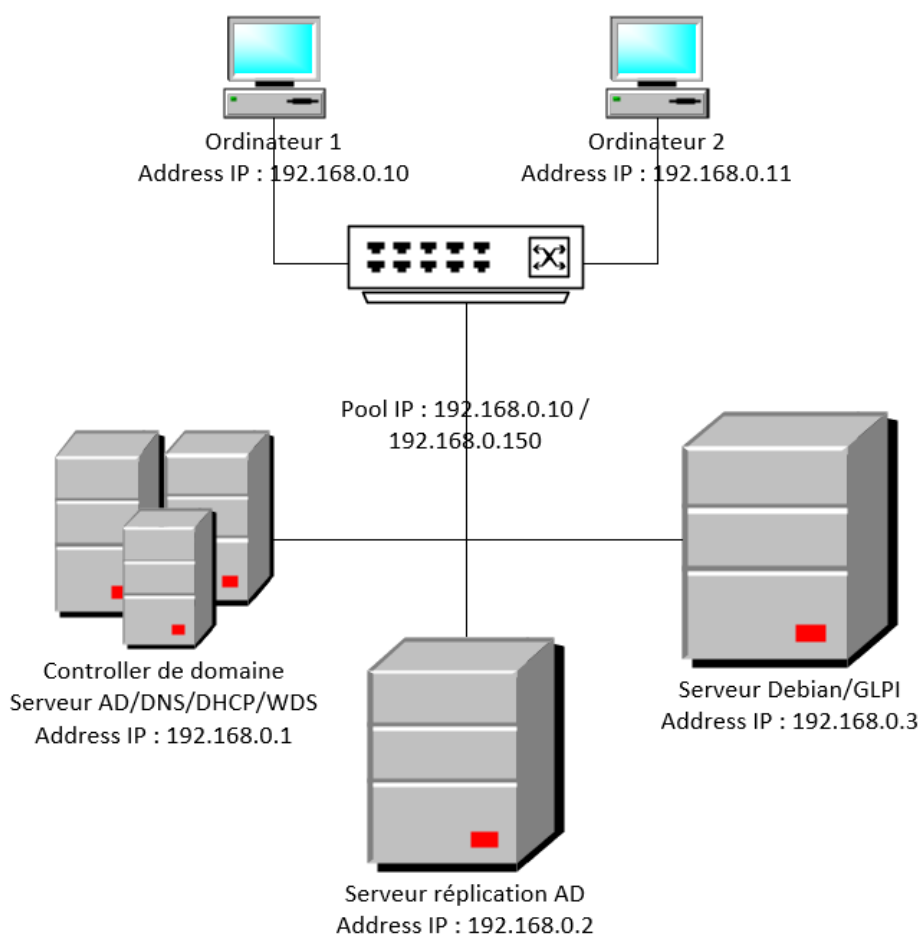 Ordinateur 1
Address IP : 192.168.0.10
Ordinateur 2
Address IP : 192.168.0.11
Pool IP : 192.168.0.10 /
192.168.0.150
Controller de domaine
Serveur AD/DNS/DHCP/WDS
Address IP : 192.168.0.1
Serveur Debian/GLPI
Address IP : 192.168.0.3
Serveur réplication AD
Address IP : 192.168.0.2